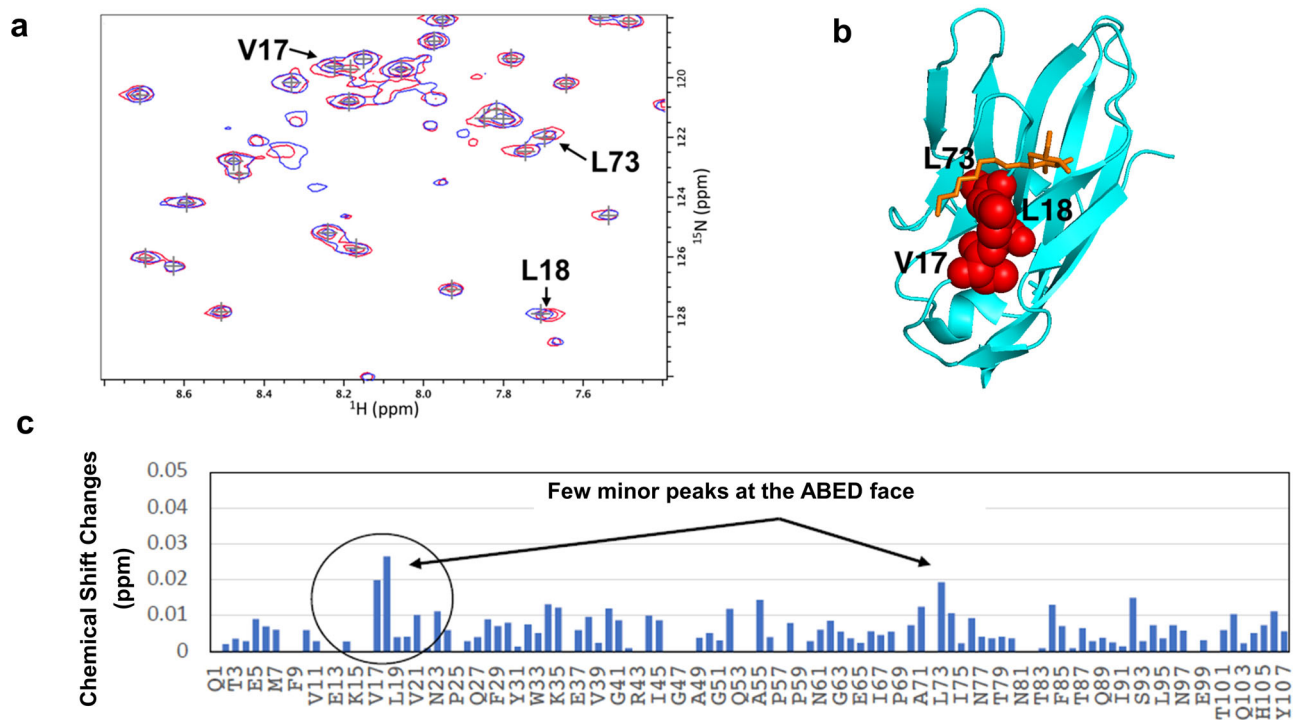 a
V17
L73
L18
120
122
124
126
128
15N (ppm)
8.6 8.4 8.2 8.0 7.8 7.6
1H (ppm)
b
L73
L18
V17
c
Chemical Shift Changes
(ppm)
0.05
0.04
0.03
0.02
0.01
0
Few minor peaks at the ABED face
Q1 T3 E5 M7 F9 V11 E13 K15 V17 L19 V21 N23 P25 Q27 F29 Y31 W33 K35 E37 V39 G41 R43 I45 G47 A49 G51 Q53 A55 P57 P59 N61 G63 E65 I67 P69 A71 L73 I75 N77 T79 N81 T83 F85 T87 Q89 I91 S93 L95 N97 E99 T101 Q103 H105 Y107